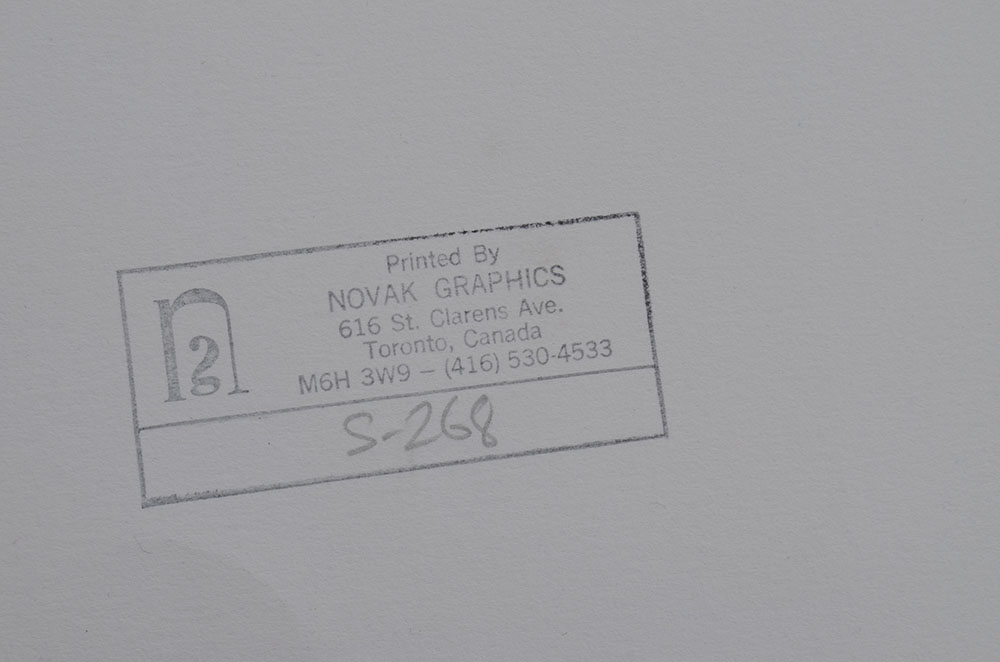 Printed By
NOVAK GRAPHICS
616 St. Clarens Ave.
Toronto, Canada
M6H 3W9 – (416) 530-4533
n
S-268